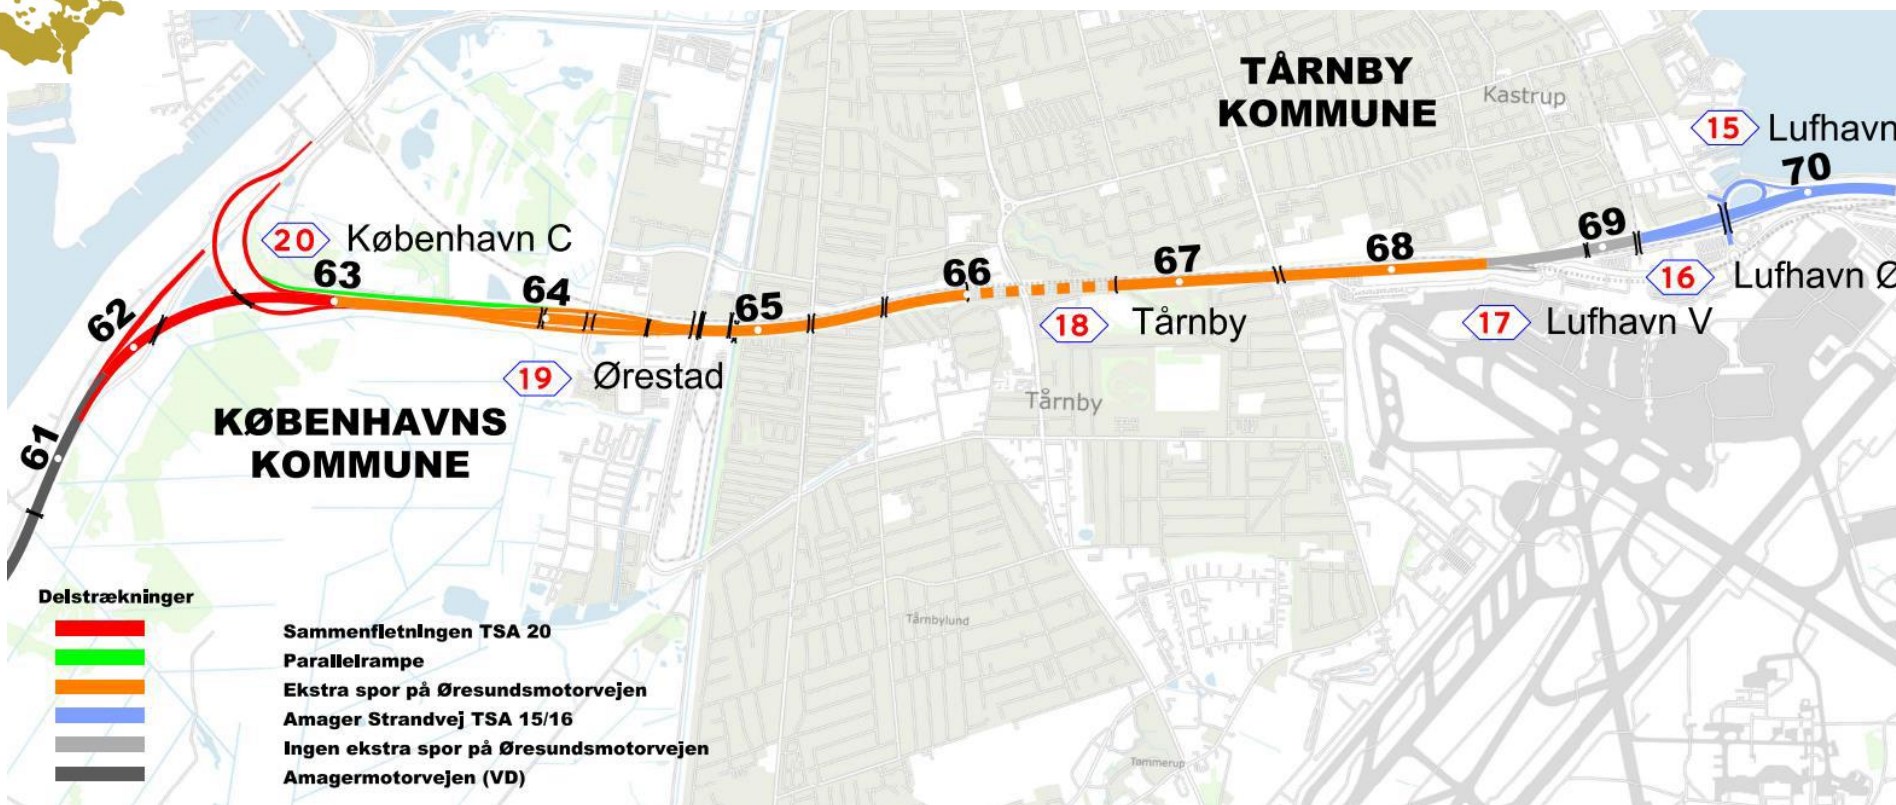 TÅRNBY
KOMMUNE
Kastrup
15 Lufhavn
70
20 København C
69
63
68
67
66
16 Lufhavn Ø
64
65
62
18 Tårnby
17 Lufhavn V
19 Ørestad
Tårnby
KØBENHAVNS
KOMMUNE
61
Delstrækninger
Tårnbylund
Sammenfletningen TSA 20
Parallelrampe
Ekstra spor på Øresundsmotorvejen
Amager Strandvej TSA 15/16
Ingen ekstra spor på Øresundsmotorvejen
Tømmerup
Amagermotorvejen (VD)